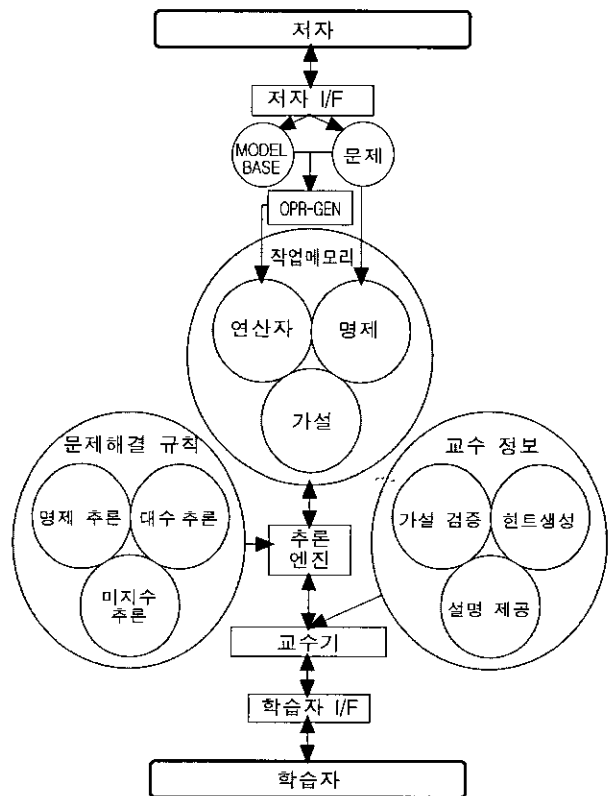 저자
저자 I/F
MODEL
BASE
문제
OPR-GEN
작업메모리
연산자
명제
가설
문제해결 규칙
명제 추론
대수 추론
미지수
추론
추론
엔진
교수 정보
가설 검증
힌트생성
설명 제공
교수기
학습자 I/F
학습자